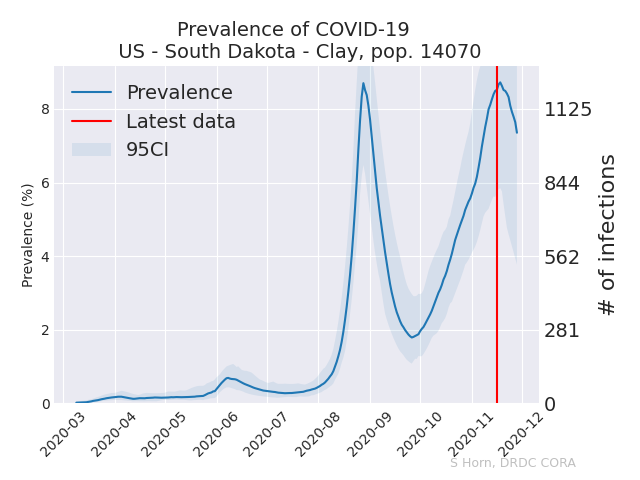 Prevalence of COVID-19
US - South Dakota - Clay, pop. 14070
Prevalence
Latest data
95CI
Prevalence (%)
8
6
4
2
0
# of infections
1125
844
562
281
0
2020-03
2020-04
2020-05
2020-06
2020-07
2020-08
2020-09
2020-10
2020-11
2020-12
S Horn, DRDC CORA